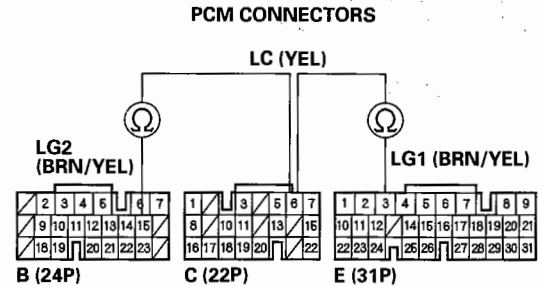 PCM CONNECTORS
LC (YEL)
Ω Ω
LG2
(BRN/YEL)
LG1 (BRN/YEL)
2 3 4 5 6 7
9 10 11 12 13 14 15
18 19 20 21 22 23
B (24P)
1 3 5 6 7
8 10 11 13 15
16 17 18 19 20 22
C (22P)
1 2 3 4 5 6 7 8 9
10 11 12 14 15 16 17 18 19 20 21
22 23 24 25 26 27 28 29 30 31
E (31P)